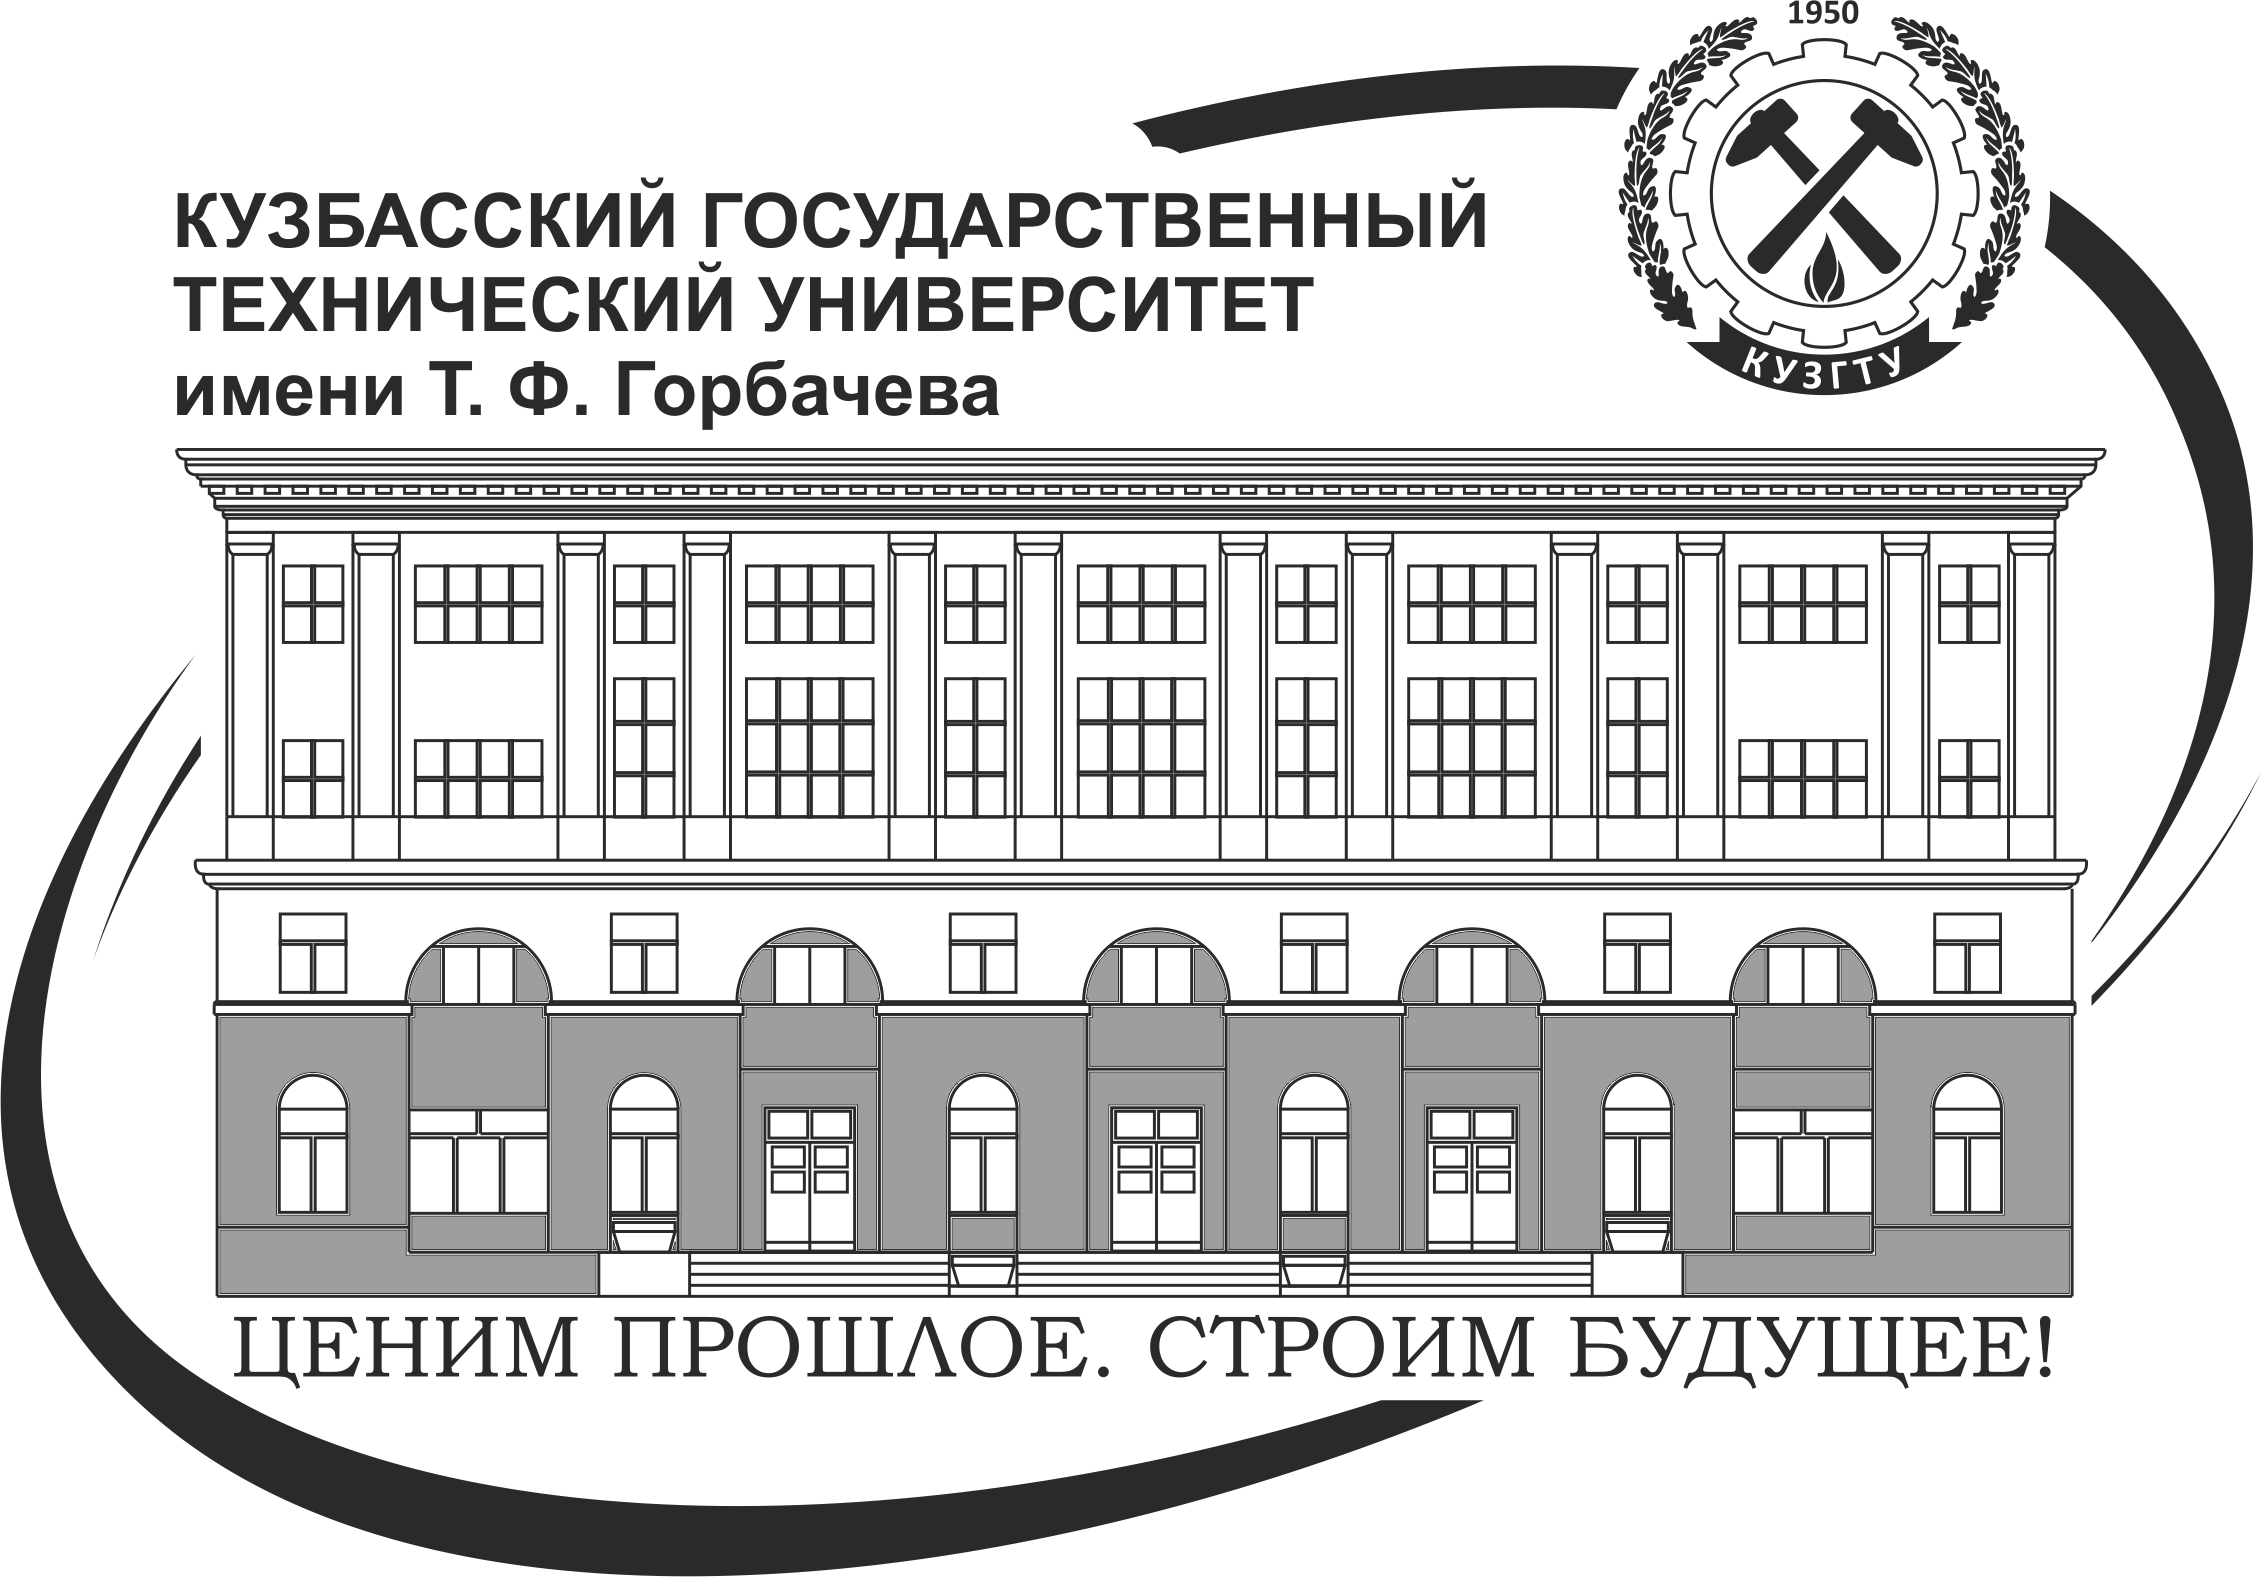 1950
КУЗБАССКИЙ ГОСУДАРСТВЕННЫЙ
ТЕХНИЧЕСКИЙ УНИВЕРСИТЕТ
имени Т. Ф. Горбачева
КУЗГТУ
ЦЕНИМ ПРОШЛОЕ. СТРОИМ БУДУЩЕЕ!